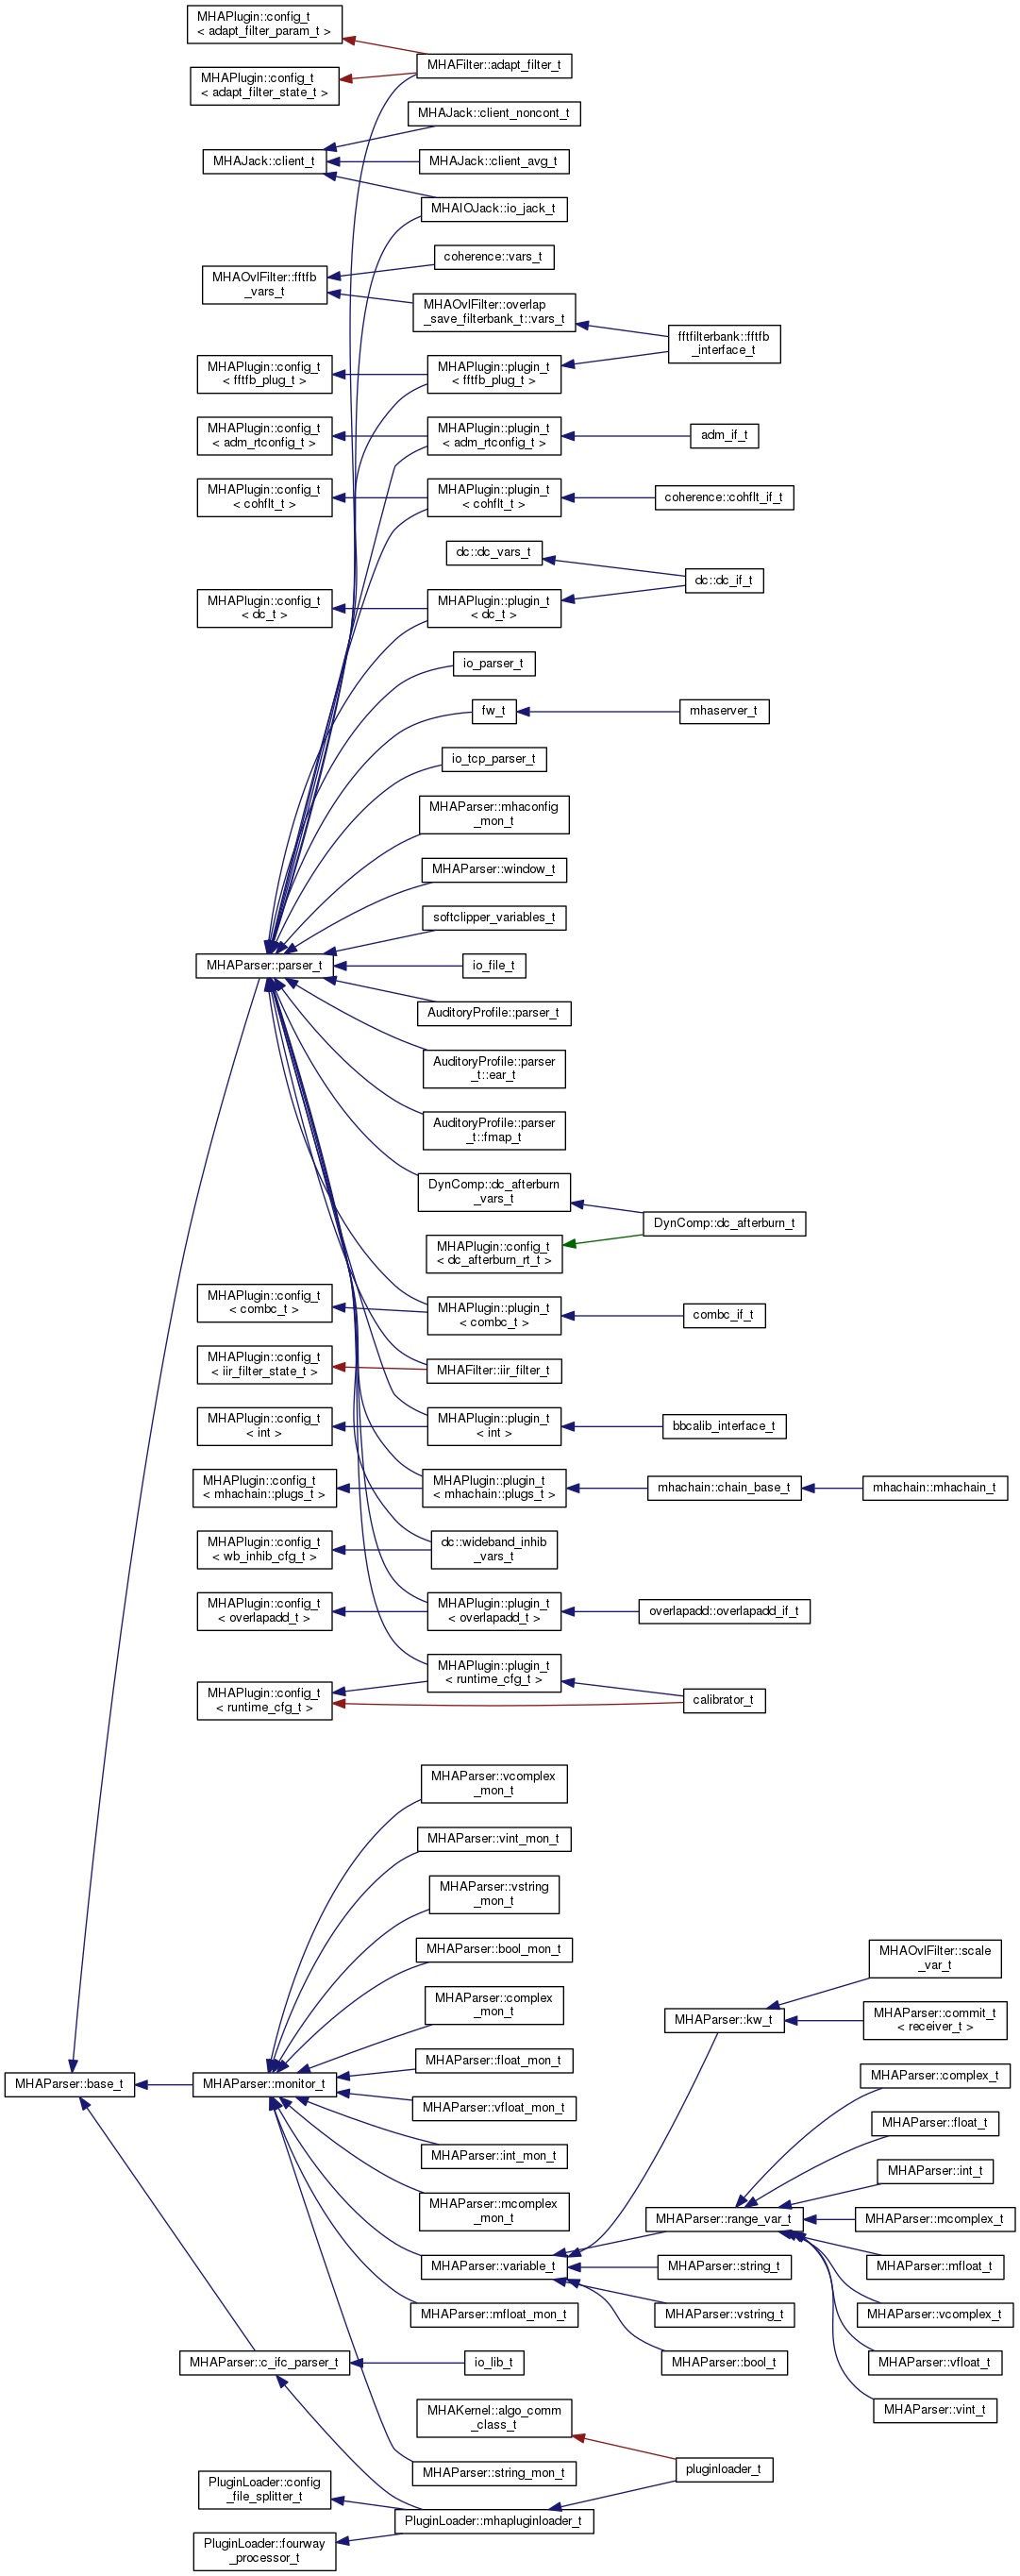 MHAPlugin::config_t
< adapt_filter_param_t >
MHAFilter::adapt_filter_t
MHAPlugin::config_t
< adapt_filter_state_t >
MHAJack::client_noncont_t
MHAJack::client_t
MHAJack::client_avg_t
MHAIOJack::io_jack_t
coherence::vars_t
MHAOvlFilter::fftfb
_vars_t
MHAOvlFilter::overlap
_save_filterbank_t::vars_t
fftfilterbank::fftfb
_interface_t
MHAPlugin::config_t
< fftfb_plug_t >
MHAPlugin::plugin_t
< fftfb_plug_t >
MHAPlugin::config_t
< adm_rtconfig_t >
MHAPlugin::plugin_t
< adm_rtconfig_t >
adm_if_t
MHAPlugin::config_t
< cohflt_t >
MHAPlugin::plugin_t
< cohflt_t >
coherence::cohflt_if_t
dc::dc_vars_t
dc::dc_if_t
MHAPlugin::config_t
< dc_t >
MHAPlugin::plugin_t
< dc_t >
io_parser_t
fw_t
mhaserver_t
io_tcp_parser_t
MHAParser::mhaconfig
_mon_t
MHAParser::window_t
softclipper_variables_t
MHAParser::parser_t
io_file_t
AuditoryProfile::parser_t
AuditoryProfile::parser
_t::ear_t
AuditoryProfile::parser
_t::fmap_t
DynComp::dc_afterburn
_vars_t
DynComp::dc_afterburn_t
MHAPlugin::config_t
< dc_afterburn_rt_t >
MHAPlugin::config_t
< combc_t >
MHAPlugin::plugin_t
< combc_t >
combc_if_t
MHAPlugin::config_t
< iir_filter_state_t >
MHAFilter::iir_filter_t
MHAPlugin::config_t
< int >
MHAPlugin::plugin_t
< int >
bbcalib_interface_t
MHAPlugin::config_t
< mhachain::plugs_t >
MHAPlugin::plugin_t
< mhachain::plugs_t >
mhachain::chain_base_t
mhachain::mhachain_t
MHAPlugin::config_t
< wb_inhib_cfg_t >
dc::wideband_inhib
_vars_t
MHAPlugin::config_t
< overlapadd_t >
MHAPlugin::plugin_t
< overlapadd_t >
overlapadd::overlapadd_if_t
MHAPlugin::plugin_t
< runtime_cfg_t >
MHAPlugin::config_t
< runtime_cfg_t >
calibrator_t
MHAParser::vcomplex
_mon_t
MHAParser::vint_mon_t
MHAParser::vstring
_mon_t
MHAParser::bool_mon_t
MHAOvlFilter::scale
_var_t
MHAParser::complex
_mon_t
MHAParser::kw_t
MHAParser::commit_t
< receiver_t >
MHAParser::float_mon_t
MHAParser::complex_t
MHAParser::base_t
MHAParser::monitor_t
MHAParser::vfloat_mon_t
MHAParser::float_t
MHAParser::int_mon_t
MHAParser::int_t
MHAParser::mcomplex
_mon_t
MHAParser::range_var_t
MHAParser::mcomplex_t
MHAParser::variable_t
MHAParser::string_t
MHAParser::mfloat_t
MHAParser::mfloat_mon_t
MHAParser::vstring_t
MHAParser::vcomplex_t
MHAParser::c_ifc_parser_t
io_lib_t
MHAParser::bool_t
MHAParser::vfloat_t
MHAKernel::algo_comm
_class_t
MHAParser::vint_t
MHAParser::string_mon_t
pluginloader_t
PluginLoader::config
_file_splitter_t
PluginLoader::mhapluginloader_t
PluginLoader::fourway
_processor_t